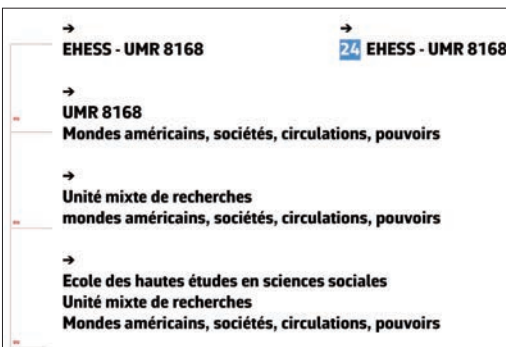 ➔ ➔
EHESS - UMR 8168 24 EHESS - UMR 8168
➔
UMR 8168
Mondes américains, sociétés, circulations, pouvoirs
➔
Unité mixte de recherches
mondes américains, sociétés, circulations, pouvoirs
➔
Ecole des hautes études en sciences sociales
Unité mixte de recherches
Mondes américains, sociétés, circulations, pouvoirs